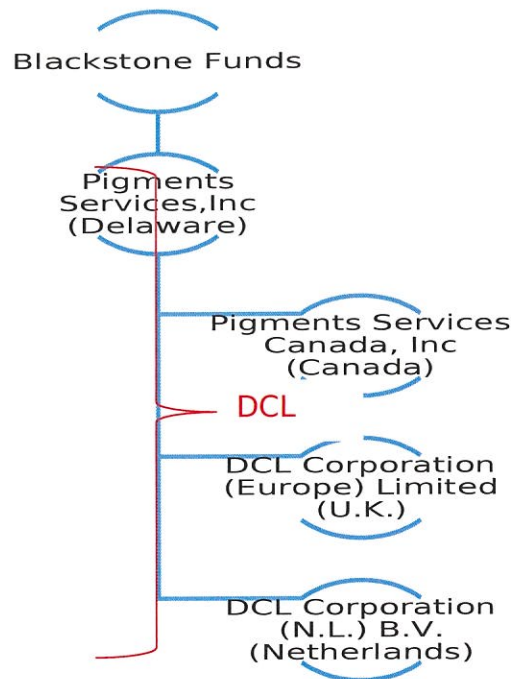 Blackstone Funds
Pigments
Services,Inc
(Delaware)
Pigments Services
Canada, Inc
(Canada)
DCL
DCL Corporation
(Europe) Limited
(U.K.)
DCL Corporation
(N.L.) B.V.
(Netherlands)